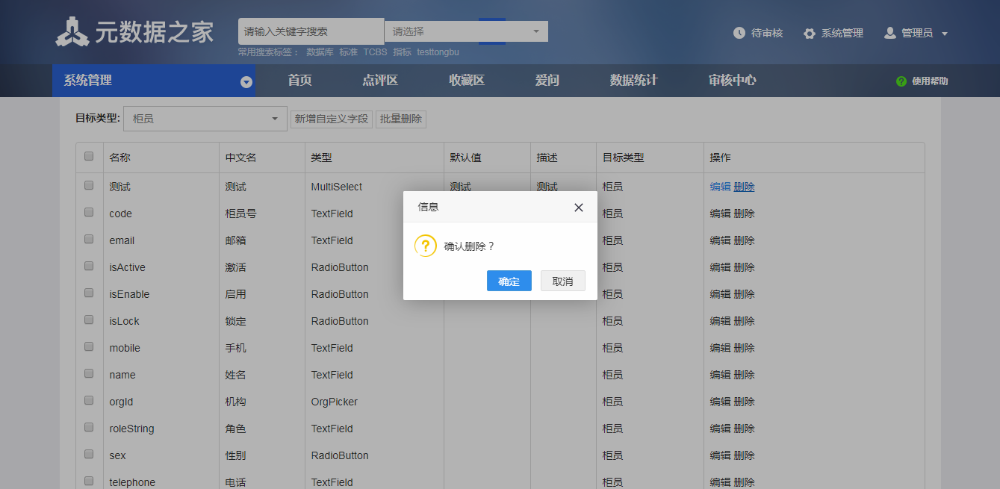 元数据之家
请输入关键字搜索 请选择
待审核 系统管理 管理员
常用搜索标签： 数据库 标准 TCBS 指标 testtongbu
系统管理 首页 点评区 收藏区 爱问 数据统计 审核中心 ? 使用帮助
目标类型: 柜员 新增自定义字段 批量删除
名称 中文名 类型 默认值 描述 目标类型 操作
测试 测试 MultiSelect 测试 测试 柜员 编辑 删除
code 柜员号 TextField 柜员 编辑 删除
email 邮箱 TextField 柜员 编辑 删除
isActive 激活 RadioButton 柜员 编辑 删除
isEnable 启用 RadioButton 柜员 编辑 删除
isLock 锁定 RadioButton 柜员 编辑 删除
mobile 手机 TextField 柜员 编辑 删除
name 姓名 TextField 柜员 编辑 删除
orgId 机构 OrgPicker 柜员 编辑 删除
roleString 角色 TextField 柜员 编辑 删除
sex 性别 RadioButton 柜员 编辑 删除
telephone 电话 TextField 柜员 编辑 删除
信息
? 确认删除？
确定 取消